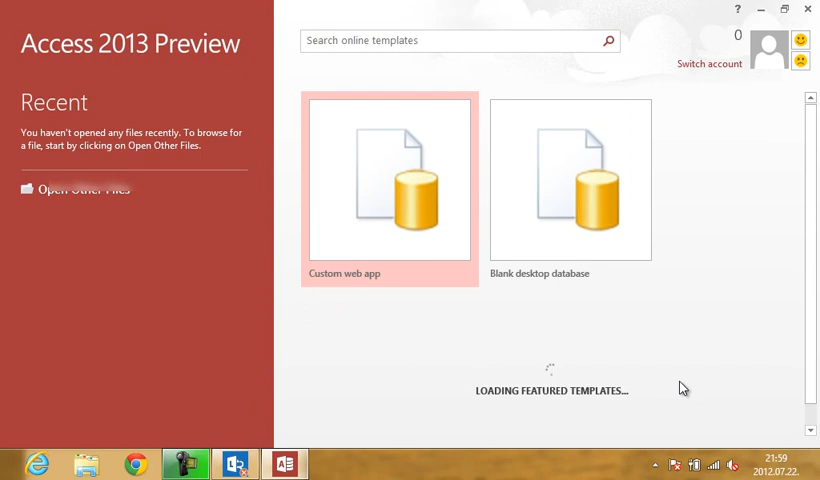 Access 2013 Preview
Search online templates
0
Switch account
Recent
You haven't opened any files recently. To browse for
a file, start by clicking on Open Other Files.
Open Other Files
Custom web app
Blank desktop database
LOADING FEATURED TEMPLATES...
21:59
2012.07.22.